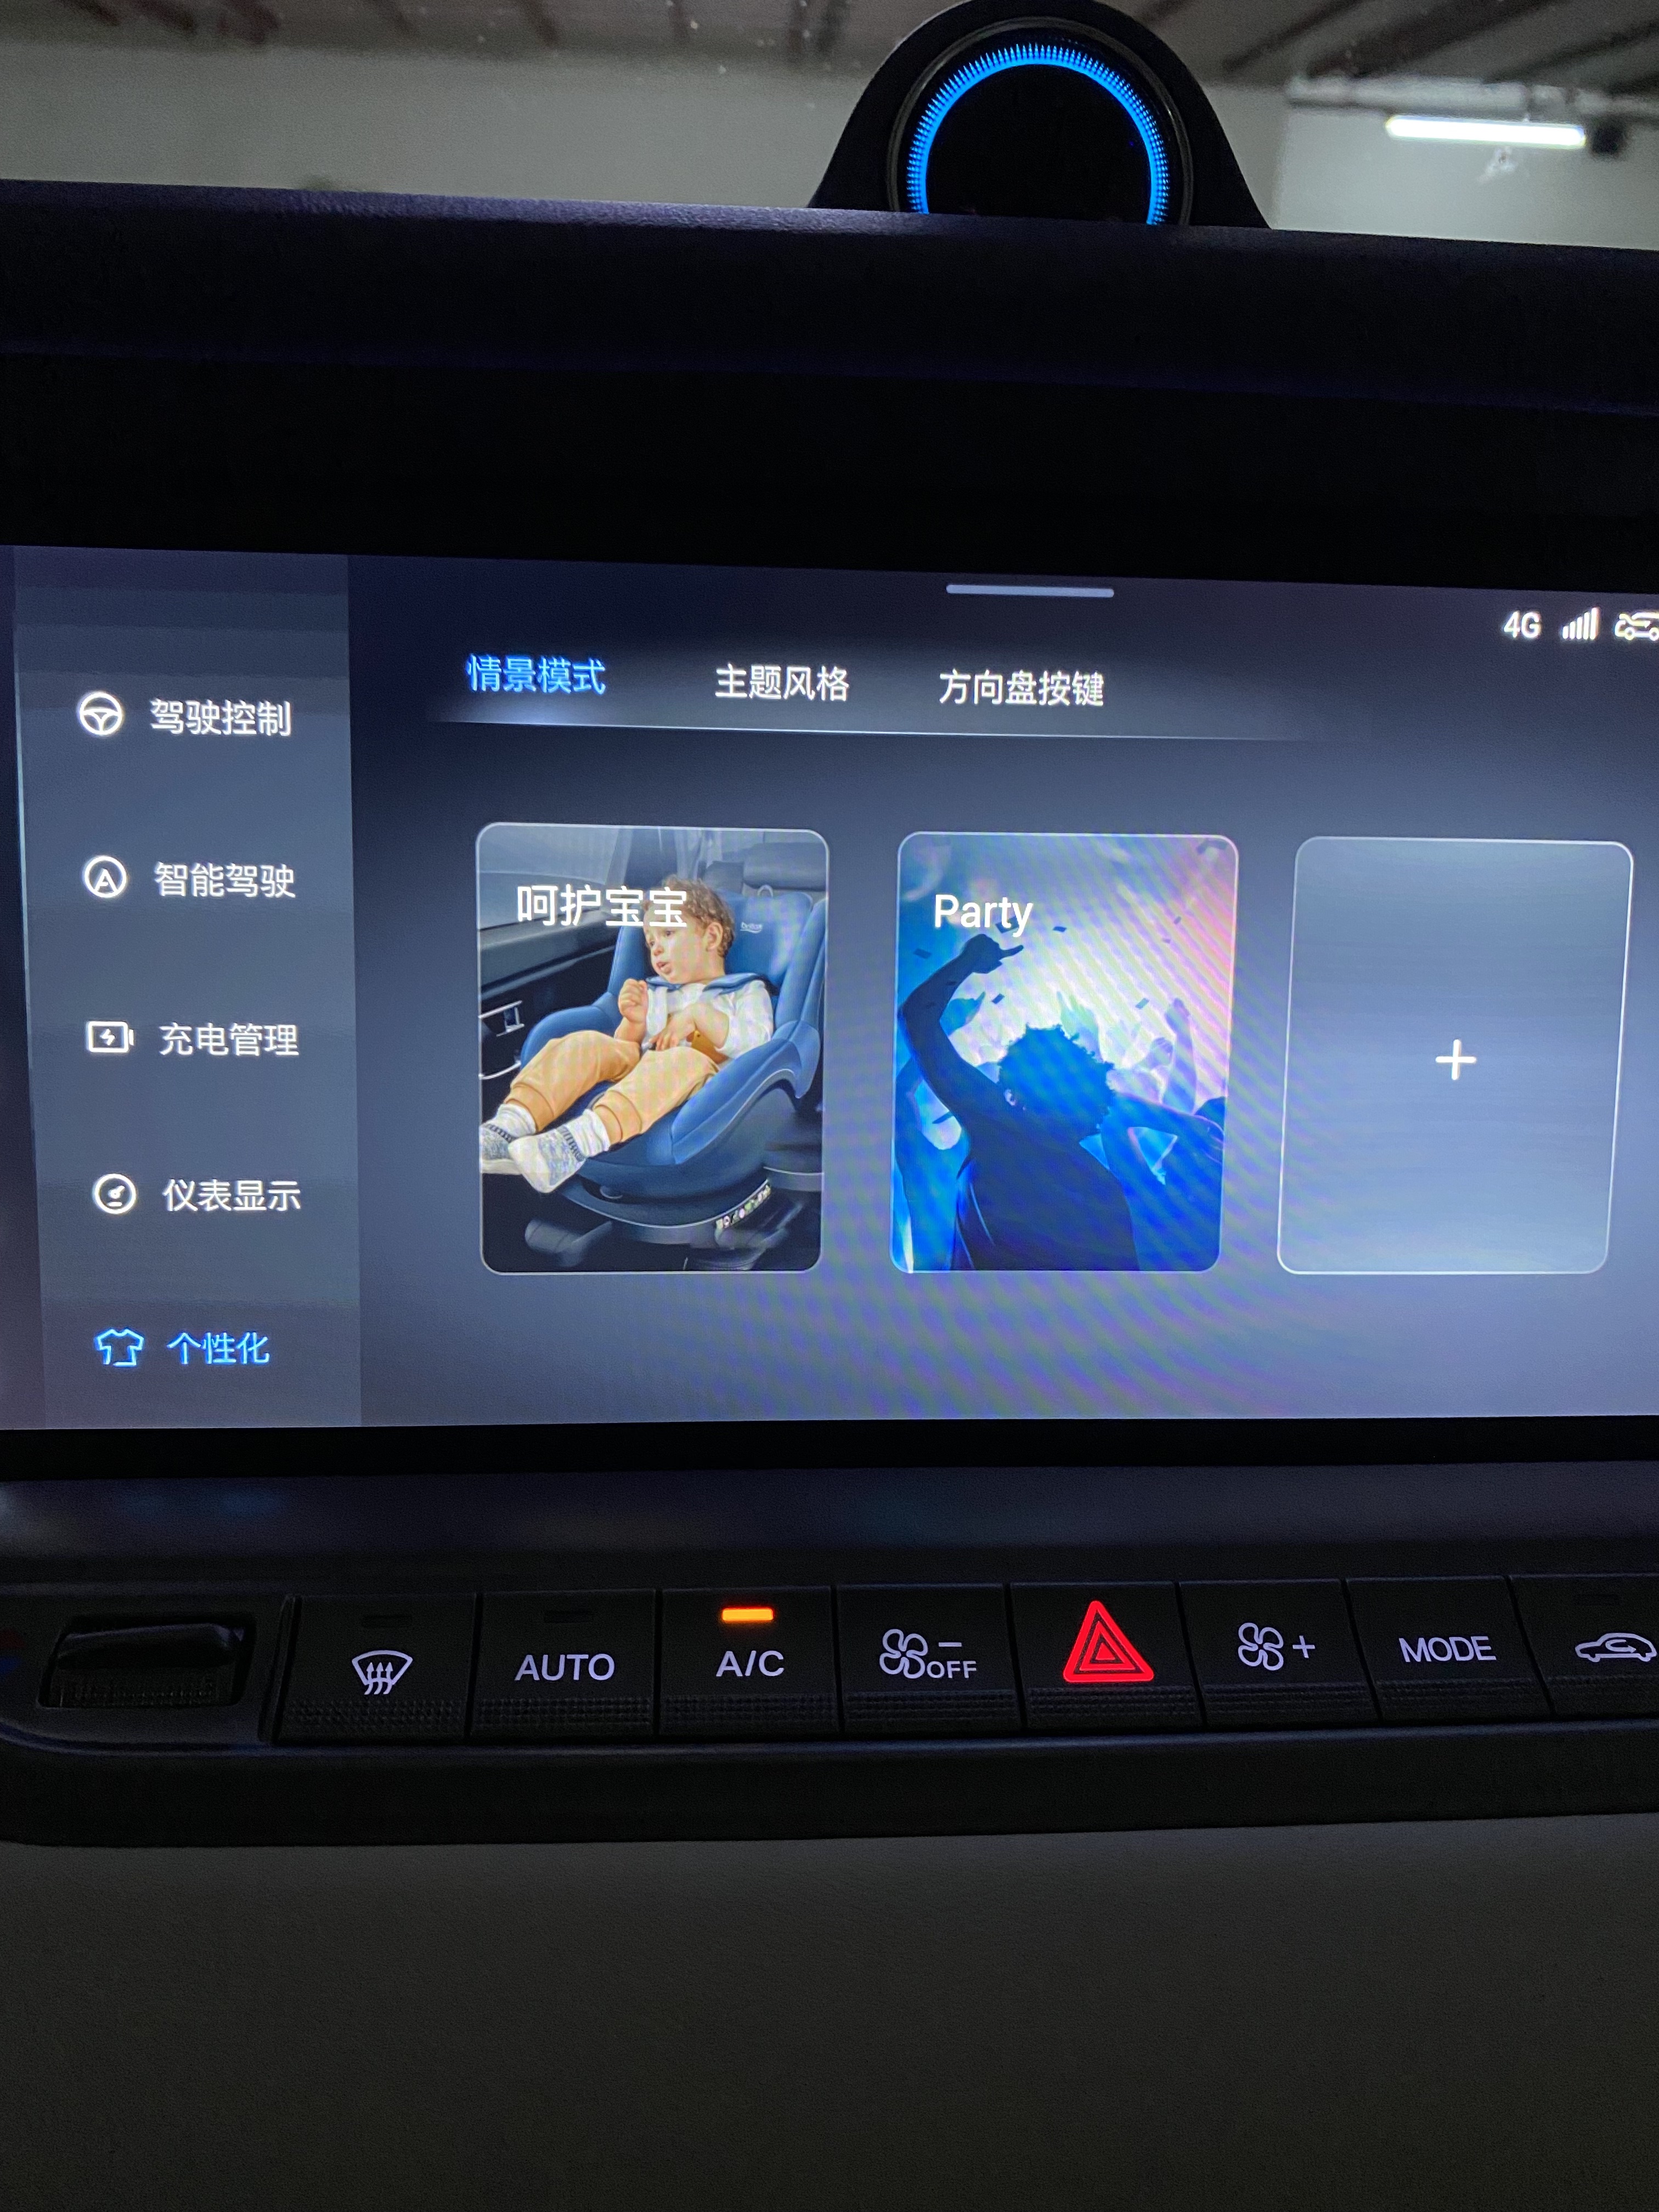 4G
情景模式
主题风格
方向盘按键
驾驶控制
智能驾驶
充电管理
仪表显示
个性化
呵护宝宝
Party
AUTO
A/C
OFF
MODE